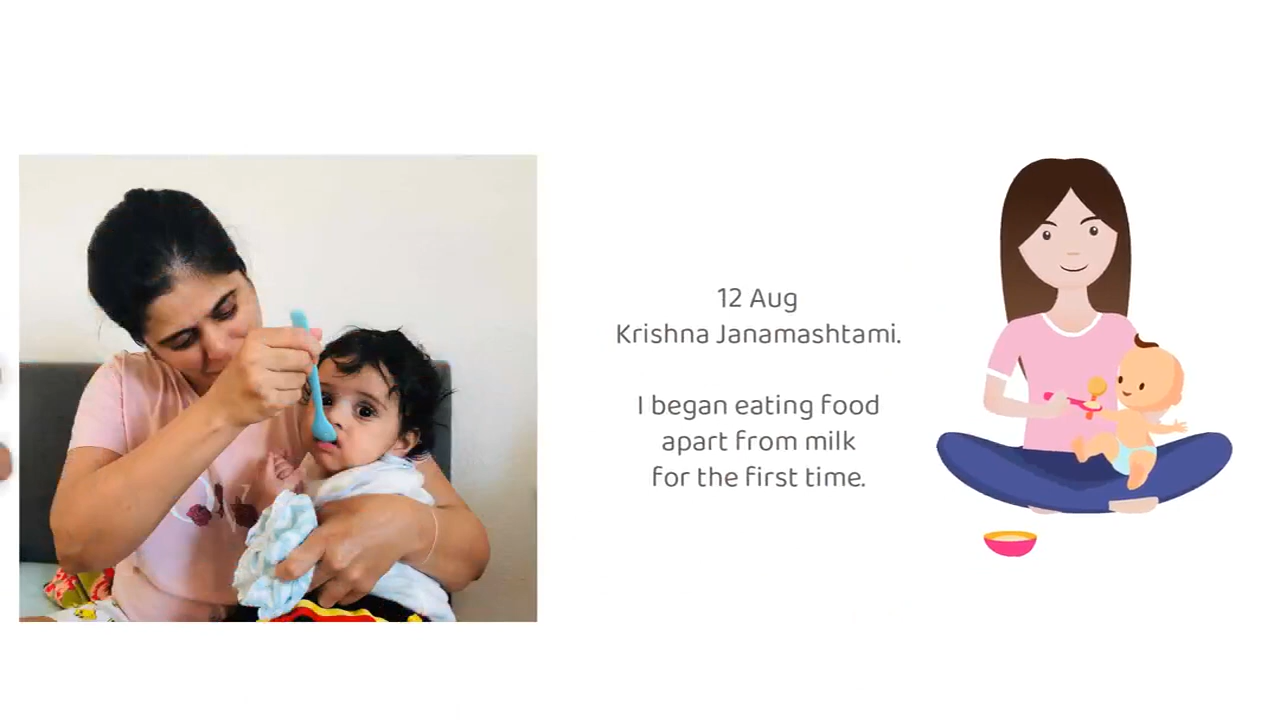 12 Aug
Krishna Janamashtami.
I began eating food
apart from milk
for the first time.